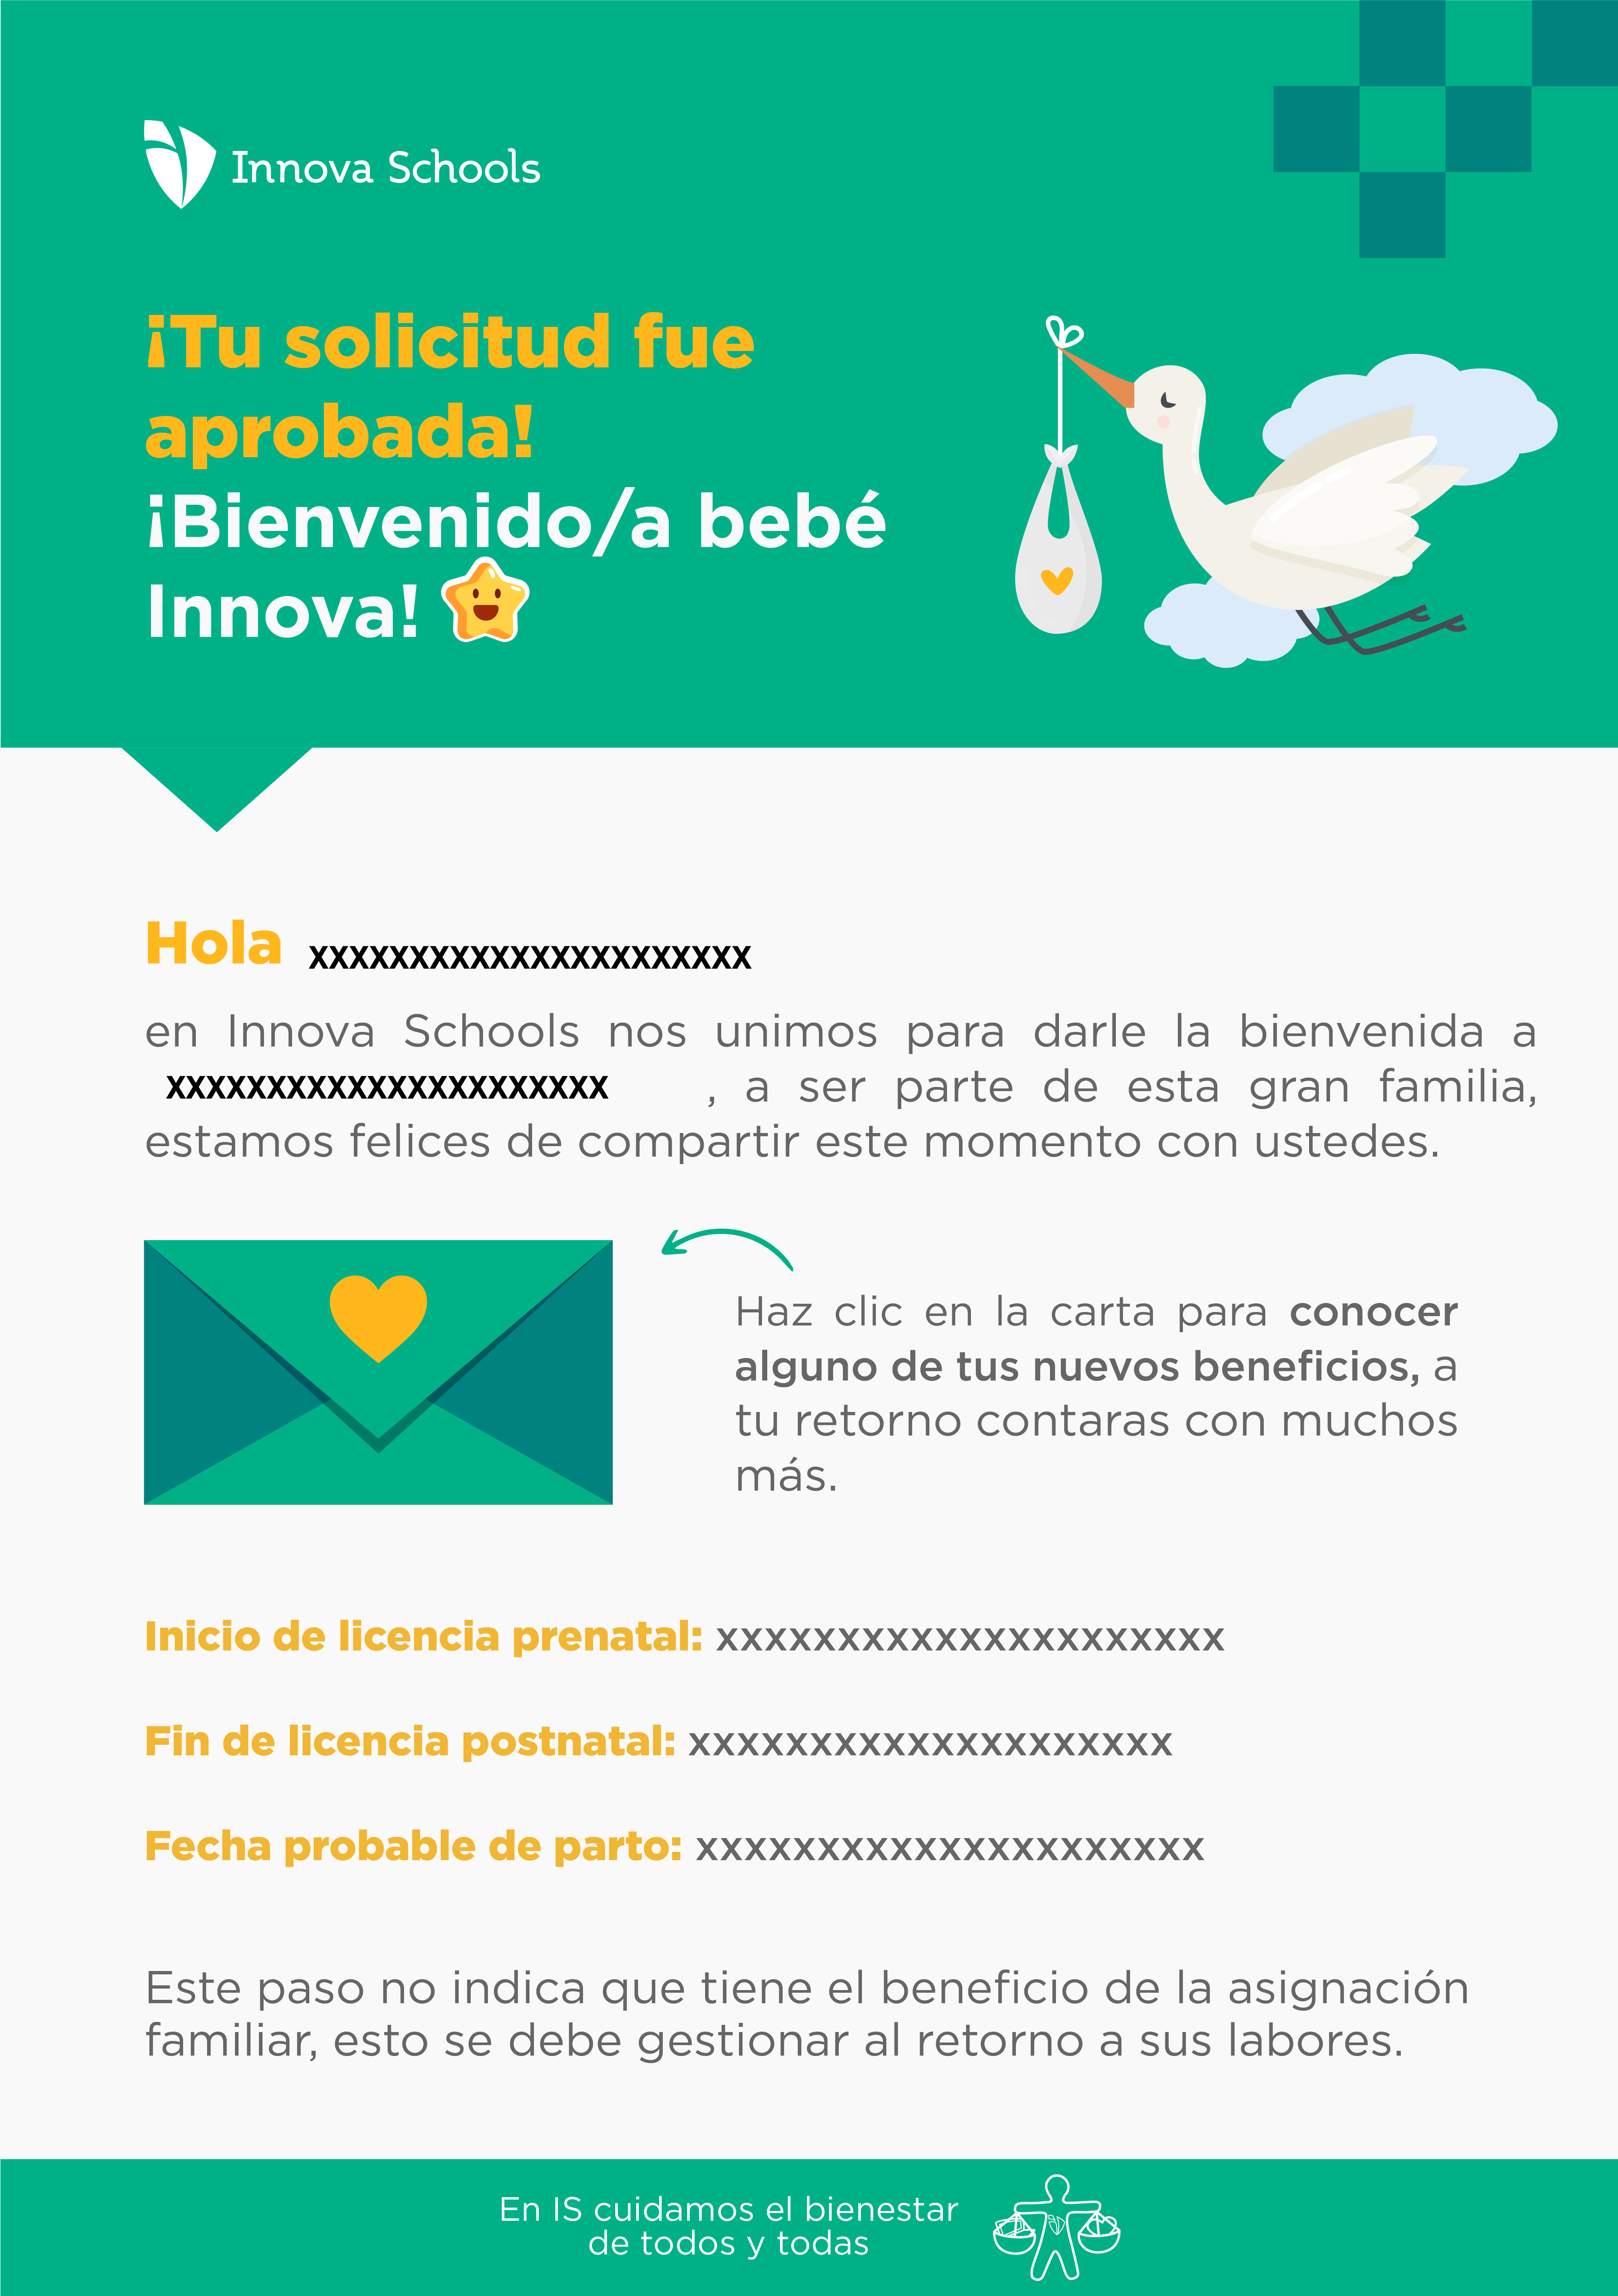 Innova Schools
¡Tu solicitud fue
aprobada!
¡Bienvenido/a bebé
Innova!
Hola xxxxxxxxxxxxxxxxxxxxxx
en Innova Schools nos unimos para darle la bienvenida a
xxxxxxxxxxxxxxxxxxxxxx , a ser parte de esta gran familia,
estamos felices de compartir este momento con ustedes.
Haz clic en la carta para conocer
alguno de tus nuevos beneficios, a
tu retorno contaras con muchos
más.
Inicio de licencia prenatal: xxxxxxxxxxxxxxxxxxxxx
Fin de licencia postnatal: xxxxxxxxxxxxxxxxxxxx
Fecha probable de parto: xxxxxxxxxxxxxxxxxxxxx
Este paso no indica que tiene el beneficio de la asignación
familiar, esto se debe gestionar al retorno a sus labores.
En IS cuidamos el bienestar
de todos y todas